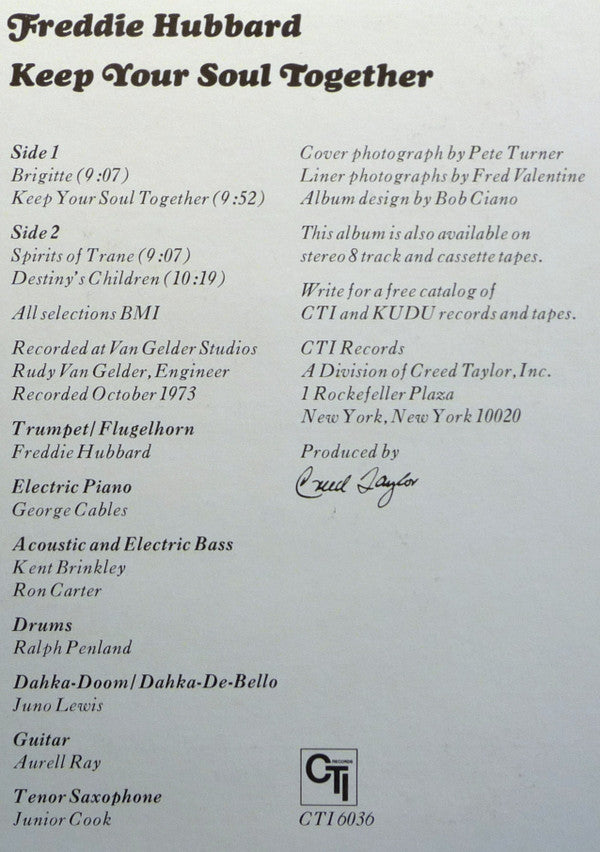 Freddie Hubbard
Keep Your Soul Together
Side 1
Brigitte (9:07)
Keep Your Soul Together (9:52)
Side 2
Spirits of Trane (9:07)
Destiny's Children (10:19)
All selections BMI
Recorded at Van Gelder Studios
Rudy Van Gelder, Engineer
Recorded October 1973
Trumpet/Flugelhorn
Freddie Hubbard
Electric Piano
George Cables
Acoustic and Electric Bass
Kent Brinkley
Ron Carter
Drums
Ralph Penland
Dahka-Doom/Dahka-De-Bello
Juno Lewis
Guitar
Aurell Ray
Tenor Saxophone
Junior Cook
Cover photograph by Pete Turner
Liner photographs by Fred Valentine
Album design by Bob Ciano
This album is also available on
stereo 8 track and cassette tapes.
Write for a free catalog of
CTI and KUDU records and tapes.
CTI Records
A Division of Creed Taylor, Inc.
1 Rockefeller Plaza
New York, New York 10020
Produced by
Creed Taylor
CTI RECORDS
CTI 6036